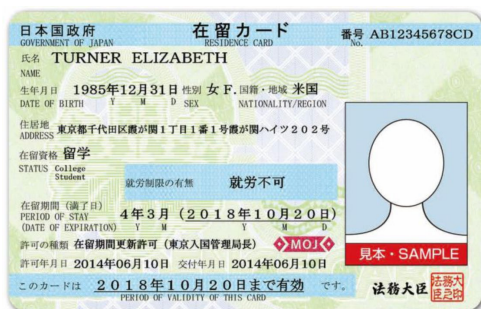 日本国政府 在留カード 番号 AB12345678CD
GOVERNMENT OF JAPAN RESIDENCE CARD No.
氏名 TURNER ELIZABETH
NAME
生年月日 1985年12月31日 性別 女 F. 国籍・地域 米国
DATE OF BIRTH Y M D SEX NATIONALITY/REGION
住居地 東京都千代田区霞が関1丁目1番1号霞が関ハイツ202号
ADDRESS
在留資格 留学
STATUS College Student
就労制限の有無 就労不可
在留期間(満了日)
PERIOD OF STAY 4年3月(2018年10月20日)
(DATE OF EXPIRATION) Y M Y M D
許可の種類 在留期間更新許可(東京入国管理局長) MOJ
見本・SAMPLE
許可年月日 2014年06月10日 交付年月日 2014年06月10日
このカードは 2018年10月20日まで有効 です。
PERIOD OF VALIDITY OF THIS CARD
法務大臣 法務大臣之印